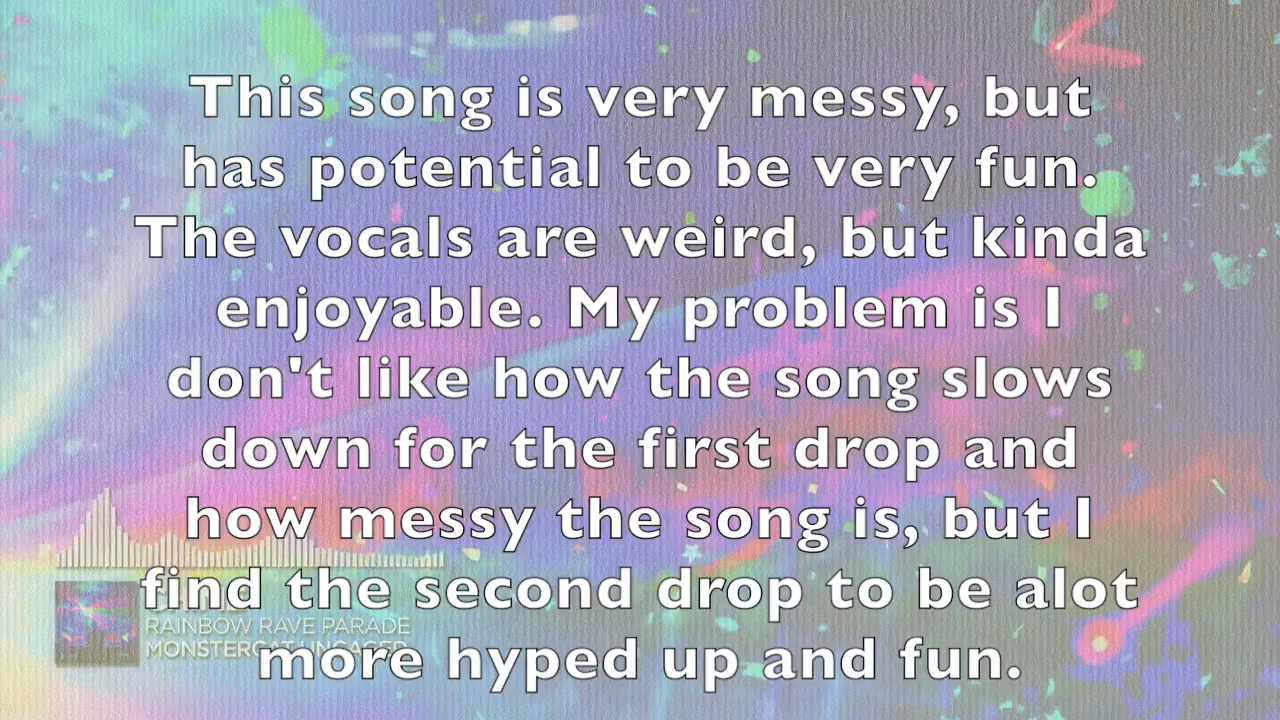 This song is very messy, but
has potential to be very fun.
The vocals are weird, but kinda
enjoyable. My problem is I
don't like how the song slows
down for the first drop and
how messy the song is, but I
find the second drop to be alot
more hyped up and fun.
RAINBOW RAVE PARADE
MONSTERCAT UNCAGED